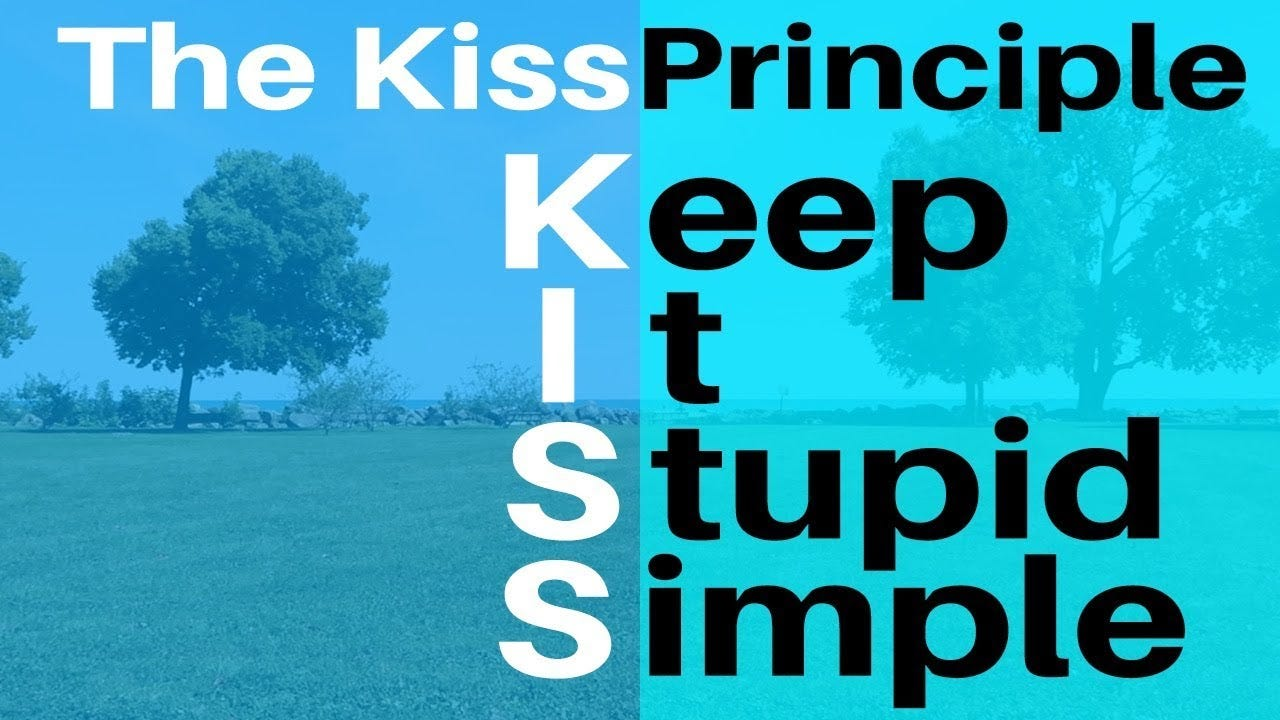 The Kiss Principle
Keep
It
Stupid
Simple